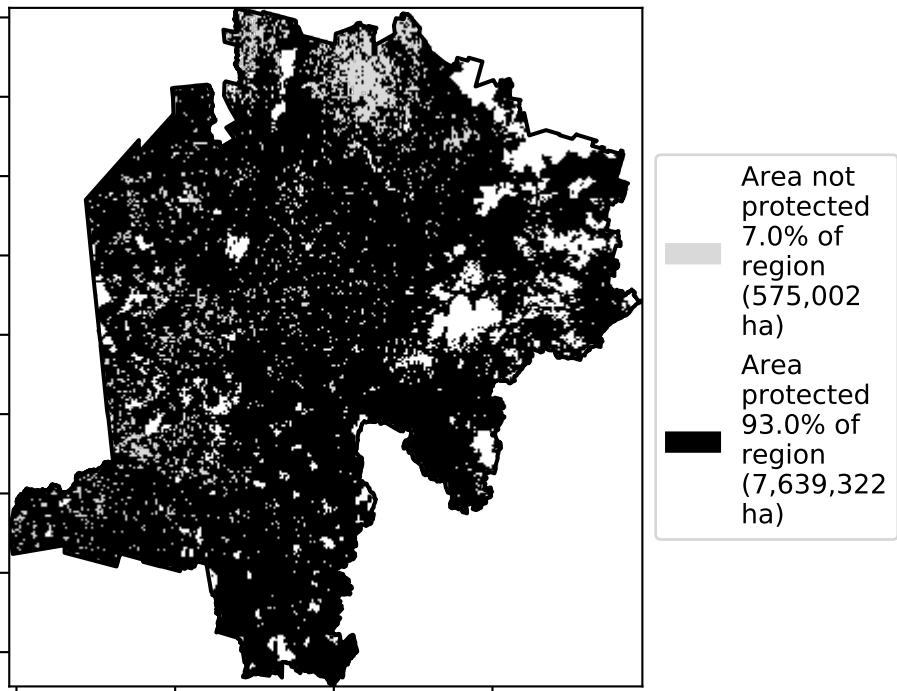 Area not
protected
7.0% of
region
(575,002
ha)
Area
protected
93.0% of
region
(7,639,322
ha)